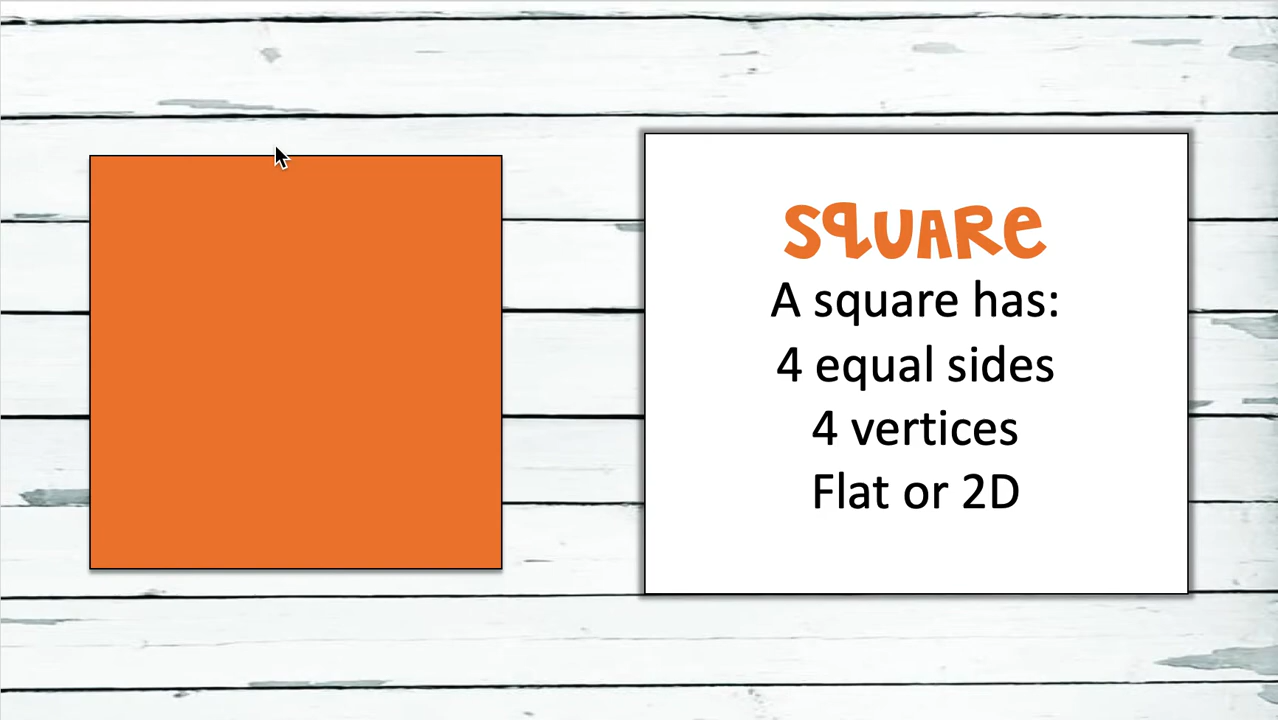 SQUARE
A square has:
4 equal sides
4 vertices
Flat or 2D